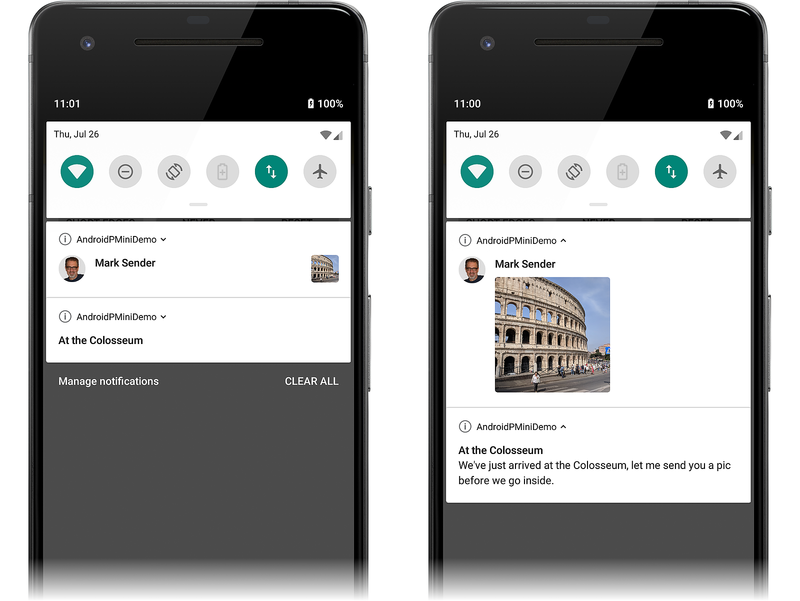 11:01
100%
Thu, Jul 26
AndroidPMiniDemo
Mark Sender
AndroidPMiniDemo
At the Colosseum
Manage notifications
CLEAR ALL
11:00
100%
Thu, Jul 26
AndroidPMiniDemo
Mark Sender
AndroidPMiniDemo
At the Colosseum
We've just arrived at the Colosseum, let me send you a pic
before we go inside.